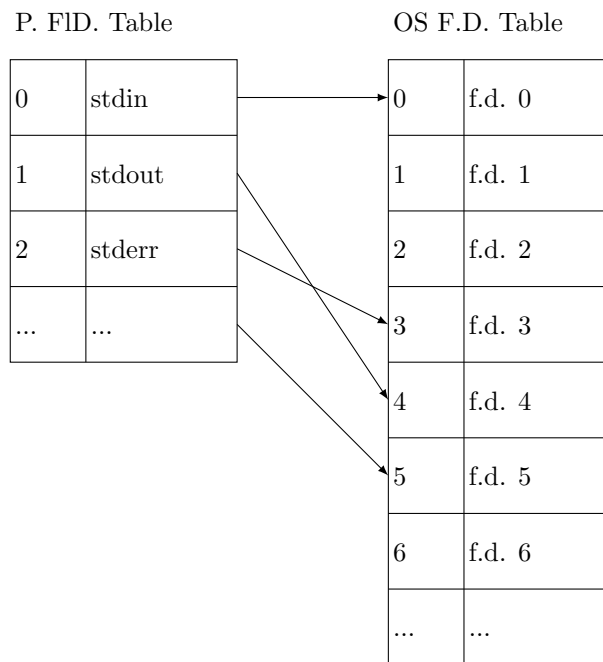 P. FlD. Table
0 stdin
1 stdout
2 stderr
... ...
OS F.D. Table
0 f.d. 0
1 f.d. 1
2 f.d. 2
3 f.d. 3
4 f.d. 4
5 f.d. 5
6 f.d. 6
... ...